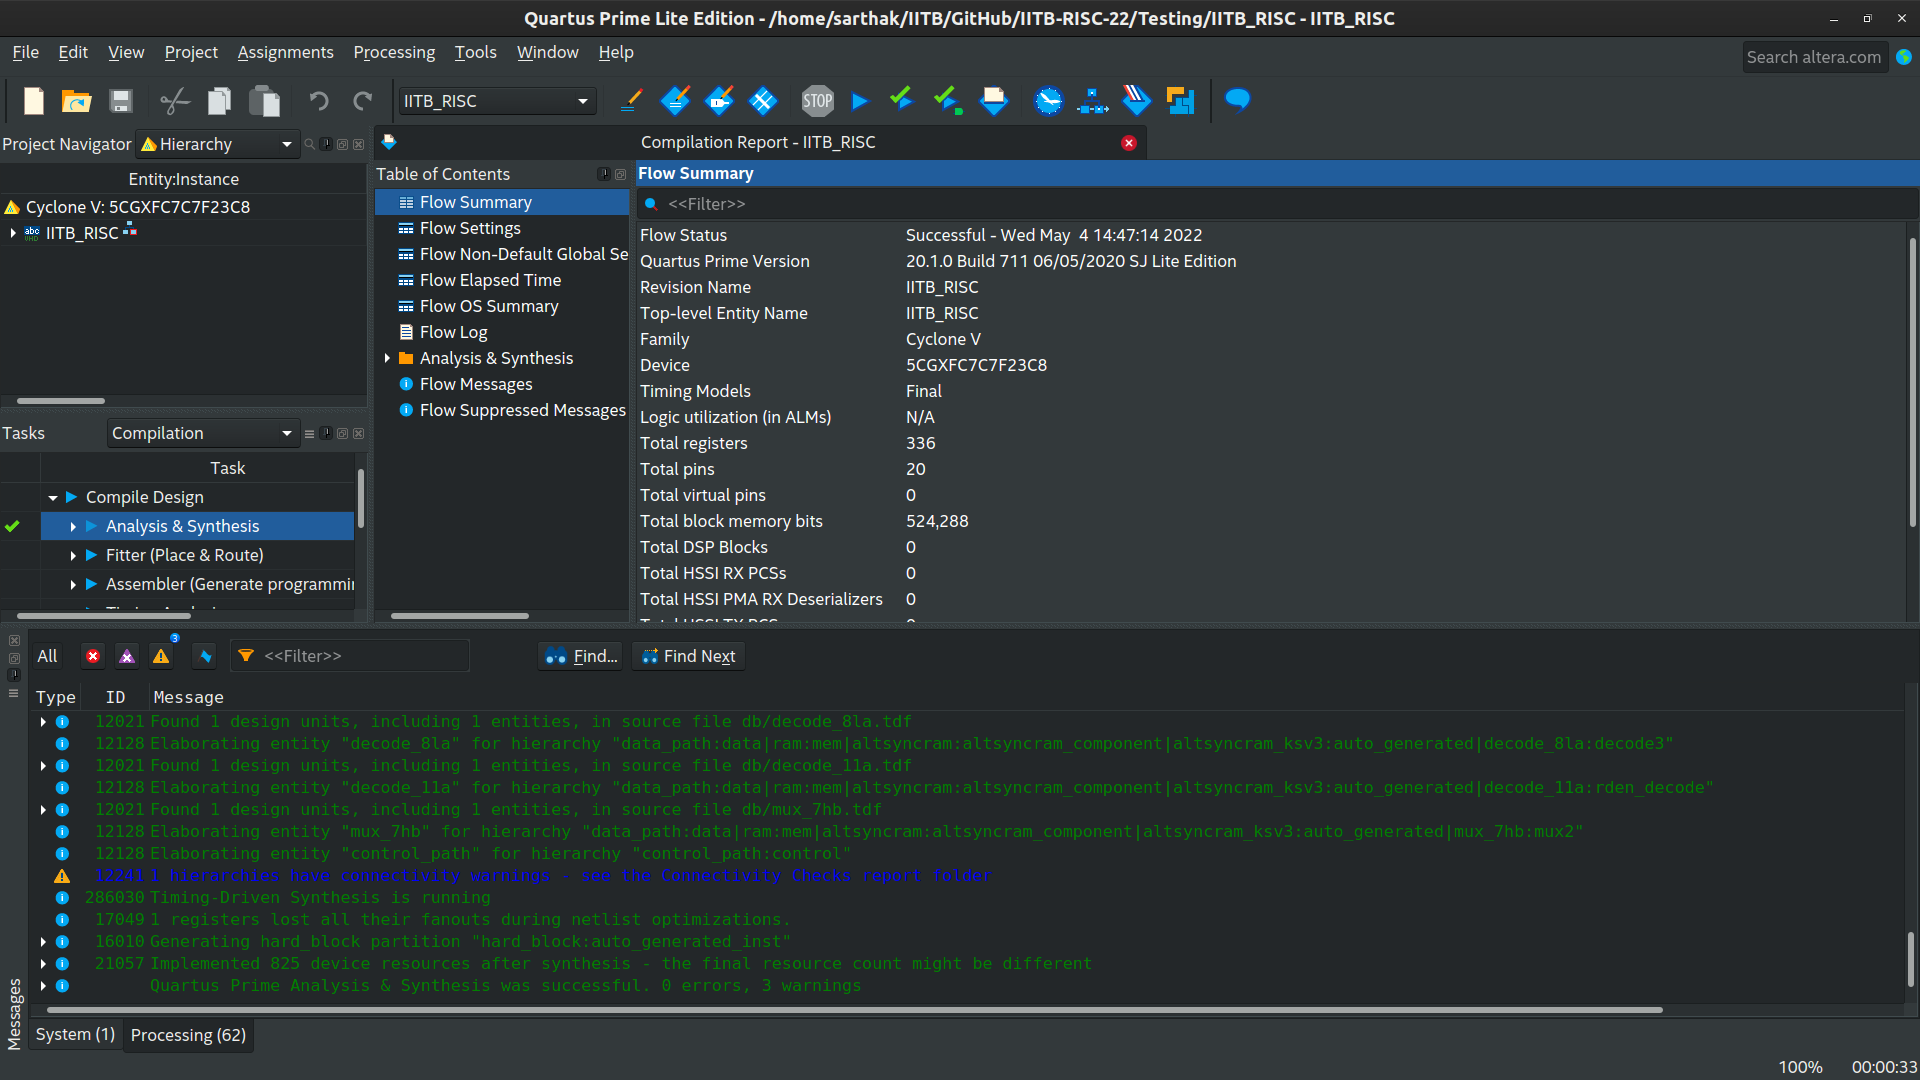 Quartus Prime Lite Edition - /home/sarthak/IITB/GitHub/IITB-RISC-22/Testing/IITB_RISC - IITB_RISC
File Edit View Project Assignments Processing Tools Window Help
Search altera.com
IITB_RISC
STOP
Project Navigator
Hierarchy
Entity:Instance
Cyclone V: 5CGXFC7C7F23C8
abc
IITB_RISC
Tasks
Compilation
Task
Compile Design
Analysis & Synthesis
Fitter (Place & Route)
Assembler (Generate programmin
Compilation Report - IITB_RISC
Table of Contents
Flow Summary
Flow Settings
Flow Non-Default Global Se
Flow Elapsed Time
Flow OS Summary
Flow Log
Analysis & Synthesis
Flow Messages
Flow Suppressed Messages
Flow Summary
<<Filter>>
Flow Status Successful - Wed May  4 14:47:14 2022
Quartus Prime Version 20.1.0 Build 711 06/05/2020 SJ Lite Edition
Revision Name IITB_RISC
Top-level Entity Name IITB_RISC
Family Cyclone V
Device 5CGXFC7C7F23C8
Timing Models Final
Logic utilization (in ALMs) N/A
Total registers 336
Total pins 20
Total virtual pins 0
Total block memory bits 524,288
Total DSP Blocks 0
Total HSSI RX PCSs 0
Total HSSI PMA RX Deserializers 0
All
3
<<Filter>>
Find...
Find Next
Type ID Message
12021 Found 1 design units, including 1 entities, in source file db/decode_8la.tdf
12128 Elaborating entity "decode_8la" for hierarchy "data_path:data|ram:mem|altsyncram:altsyncram_component|altsyncram_ksv3:auto_generated|decode_8la:decode3"
12021 Found 1 design units, including 1 entities, in source file db/decode_11a.tdf
12128 Elaborating entity "decode_11a" for hierarchy "data_path:data|ram:mem|altsyncram:altsyncram_component|altsyncram_ksv3:auto_generated|decode_11a:rden_decode"
12021 Found 1 design units, including 1 entities, in source file db/mux_7hb.tdf
12128 Elaborating entity "mux_7hb" for hierarchy "data_path:data|ram:mem|altsyncram:altsyncram_component|altsyncram_ksv3:auto_generated|mux_7hb:mux2"
12128 Elaborating entity "control_path" for hierarchy "control_path:control"
12241 1 hierarchies have connectivity warnings - see the Connectivity Checks report folder
286030 Timing-Driven Synthesis is running
17049 1 registers lost all their fanouts during netlist optimizations.
16010 Generating hard_block partition "hard_block:auto_generated_inst"
21057 Implemented 825 device resources after synthesis - the final resource count might be different
Quartus Prime Analysis & Synthesis was successful. 0 errors, 3 warnings
Messages
System (1)
Processing (62)
100% 00:00:33